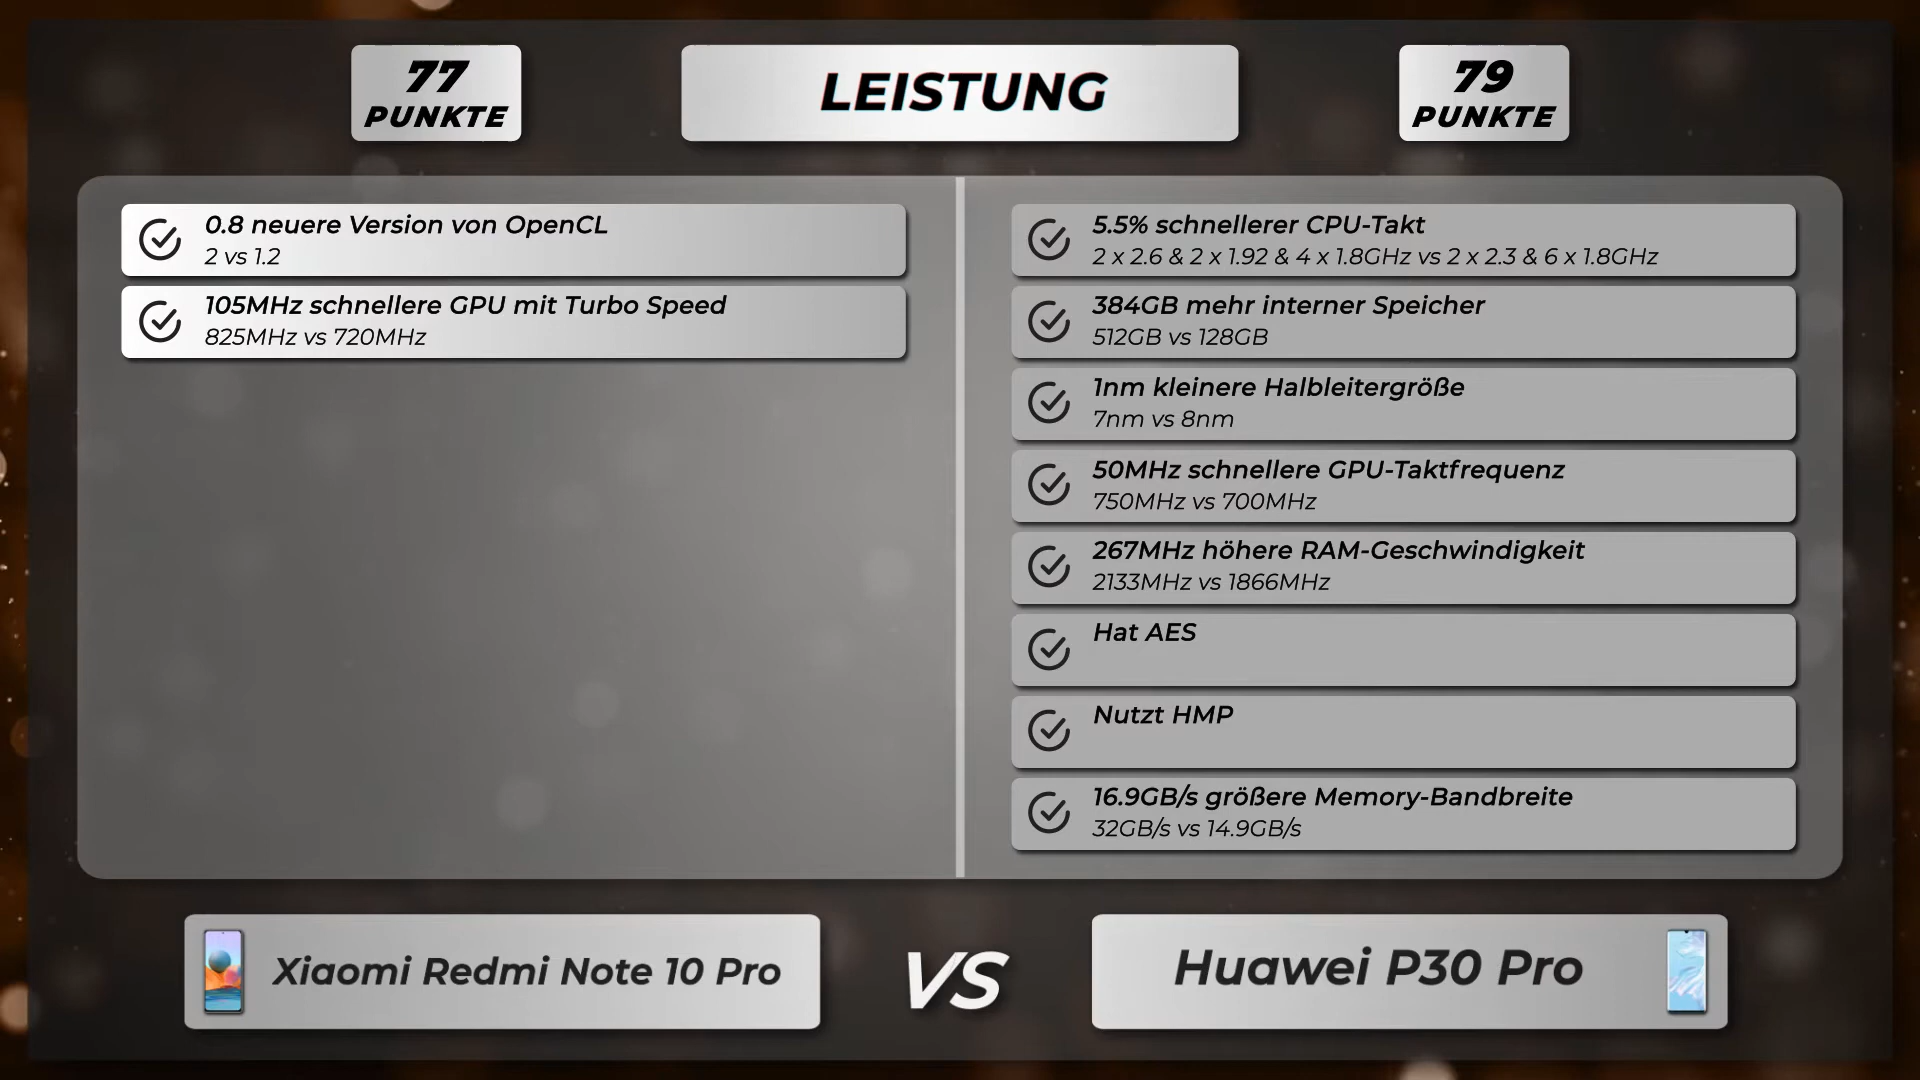 77
PUNKTE
LEISTUNG
79
PUNKTE
0.8 neuere Version von OpenCL
2 vs 1.2
105MHz schnellere GPU mit Turbo Speed
825MHz vs 720MHz
5.5% schnellerer CPU-Takt
2 x 2.6 & 2 x 1.92 & 4 x 1.8GHz vs 2 x 2.3 & 6 x 1.8GHz
384GB mehr interner Speicher
512GB vs 128GB
1nm kleinere Halbleitergröße
7nm vs 8nm
50MHz schnellere GPU-Taktfrequenz
750MHz vs 700MHz
267MHz höhere RAM-Geschwindigkeit
2133MHz vs 1866MHz
Hat AES
Nutzt HMP
16.9GB/s größere Memory-Bandbreite
32GB/s vs 14.9GB/s
Xiaomi Redmi Note 10 Pro
VS
Huawei P30 Pro